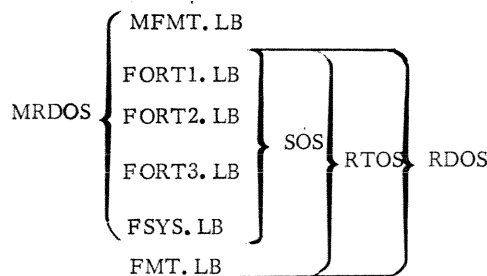 MFMT.LB
FORT1.LB
MRDOS FORT2.LB SOS RTOS RDOS
FORT3.LB
FSYS.LB
FMT.LB